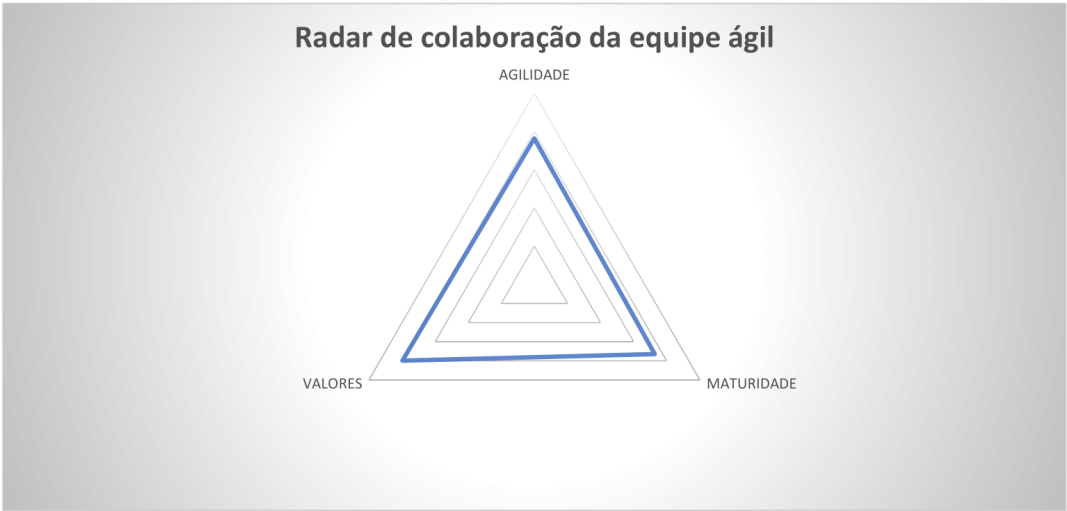 Radar de colaboração da equipe ágil
AGILIDADE
VALORES
MATURIDADE